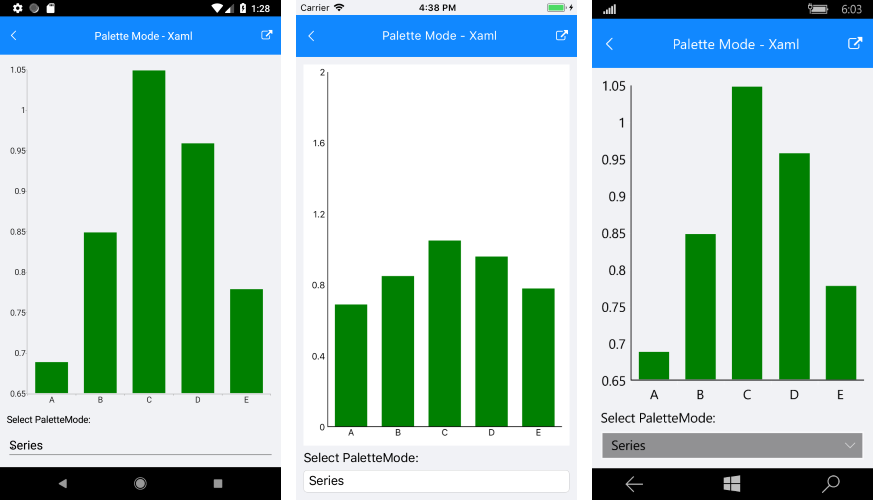 1:28
Palette Mode - Xaml
1.05
1
0.95
0.9
0.85
0.8
0.75
0.7
0.65
A B C D E
Select PaletteMode:
Series
Carrier 4:38 PM
Palette Mode - Xaml
2
1.6
1.2
0.8
0.4
0
A B C D E
Select PaletteMode:
Series
6:03
Palette Mode - Xaml
1.05
1
0.95
0.9
0.85
0.8
0.75
0.7
0.65
A B C D E
Select PaletteMode:
Series